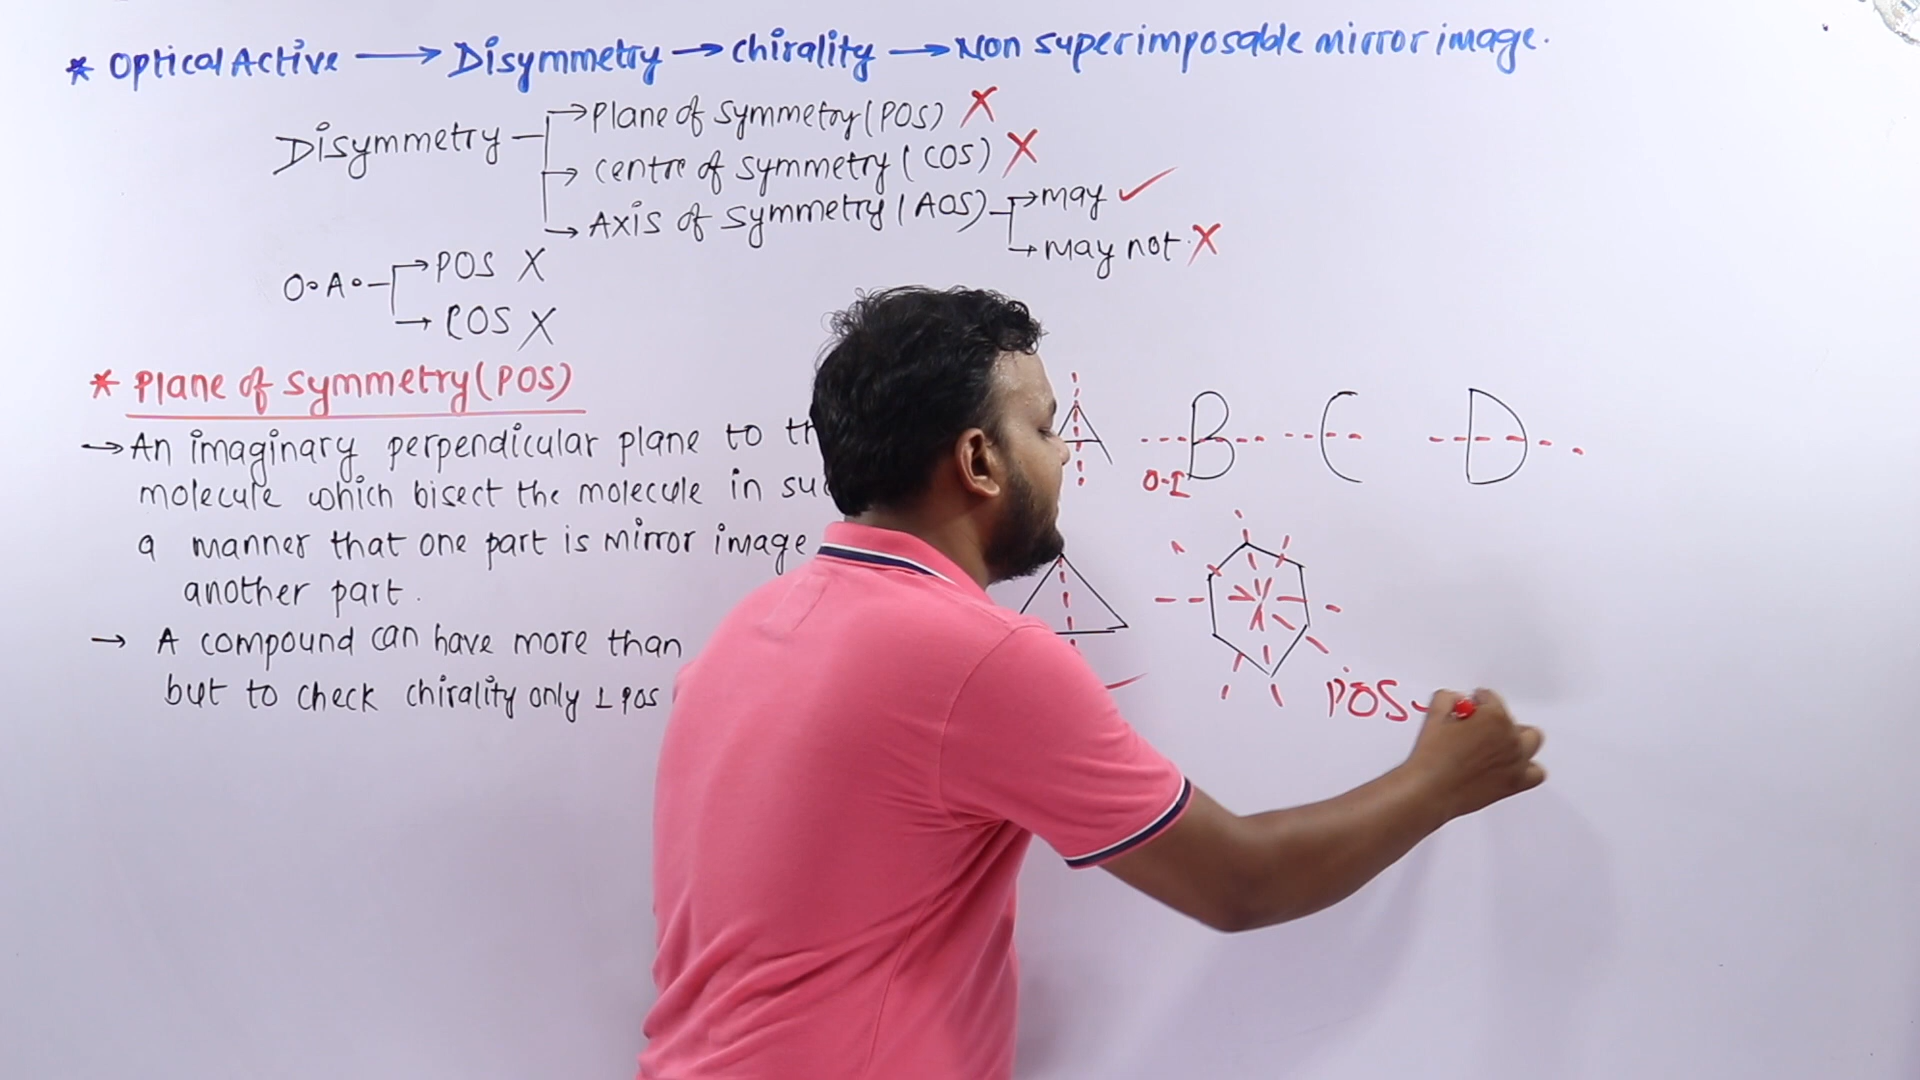 * Optical Active → Disymmetry → chirality → Non superimposable mirror image.
Disymmetry → Plane of symmetry (POS) X
→ centre of symmetry (COS) X
→ Axis of symmetry (AOS) → may ✓
→ may not X
O.A. → POS X
→ COS X
* Plane of symmetry (POS)
→ An imaginary perpendicular plane to
molecule which bisect the molecule in
a manner that one part is mirror image
another part.
→ A compound can have more than
but to check chirality only ⊥ POS
A B C D
O-I
POS